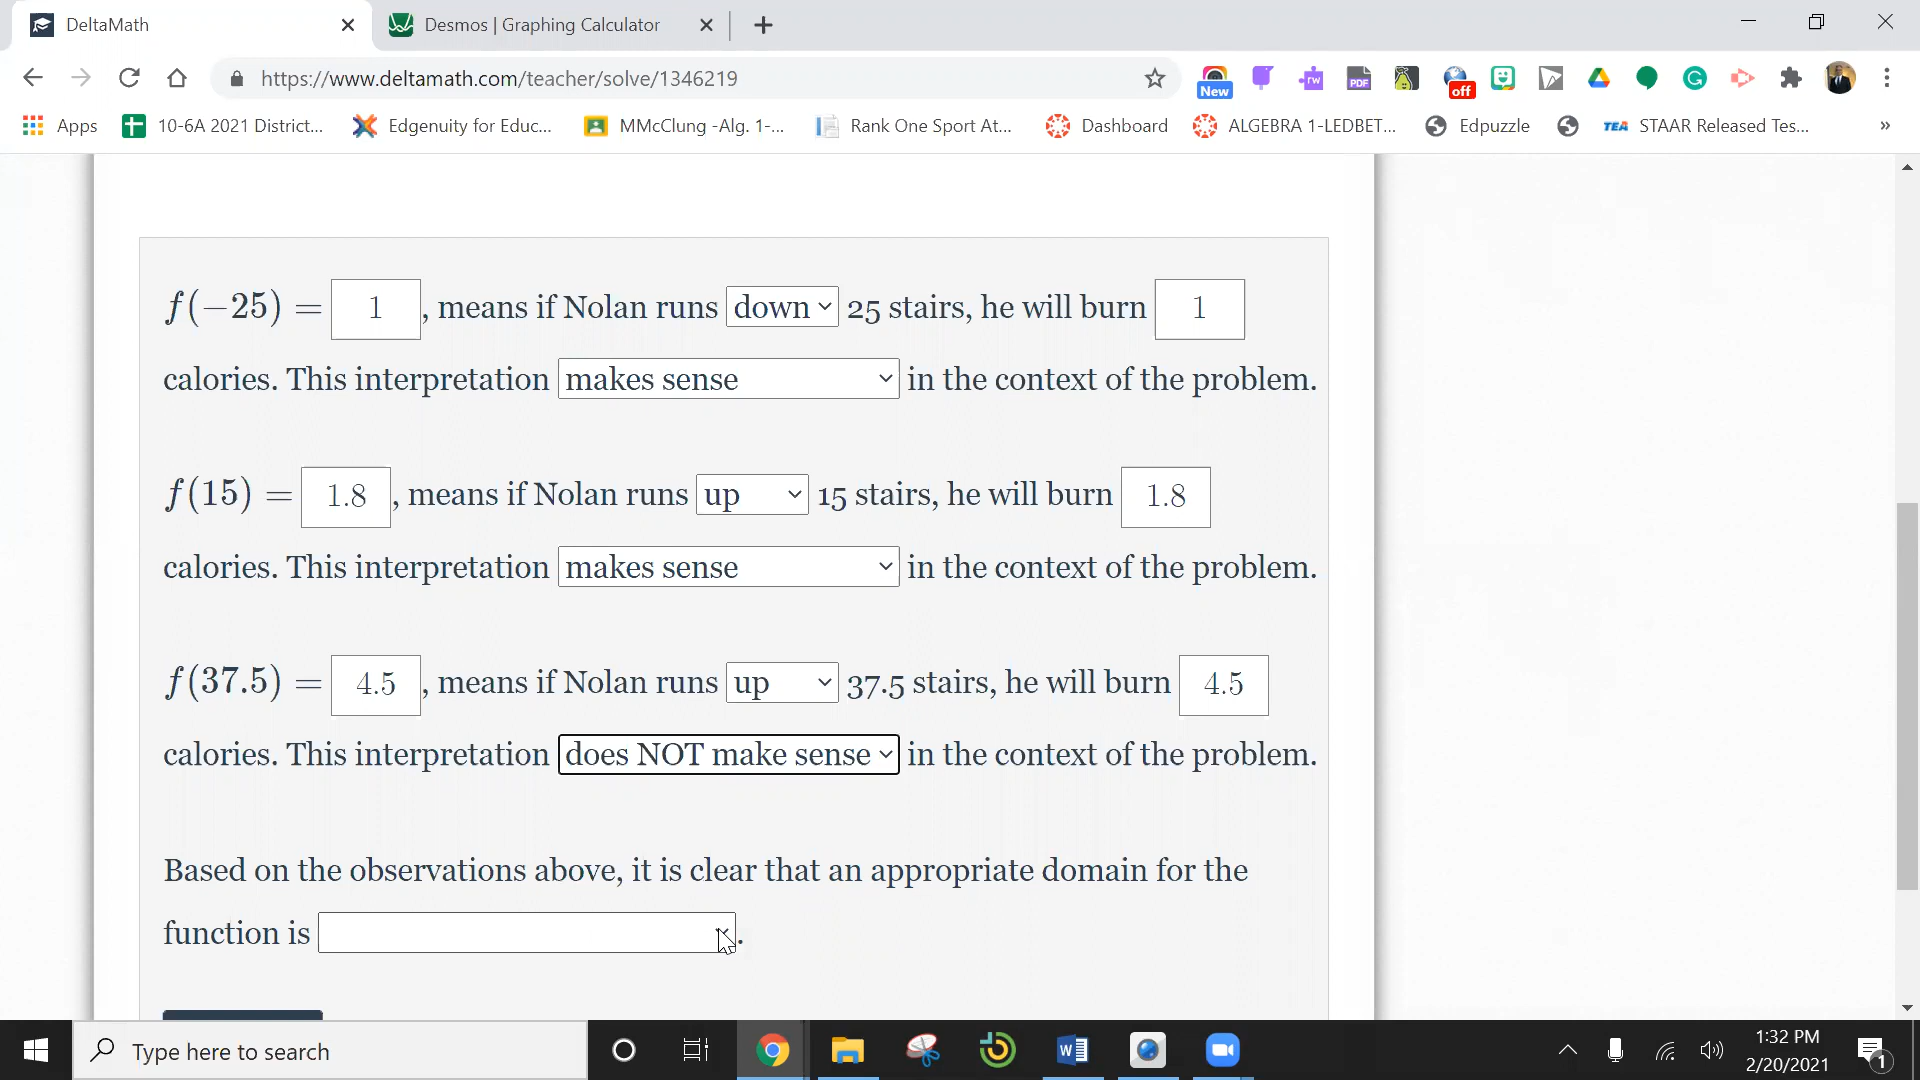 DeltaMath
Desmos | Graphing Calculator
https://www.deltamath.com/teacher/solve/1346219
New
rw
PDF
off
Apps
10-6A 2021 District...
Edgenuity for Educ...
MMcClung -Alg. 1-...
Rank One Sport At...
Dashboard
ALGEBRA 1-LEDBET...
Edpuzzle
TEA STAAR Released Tes...
»
f(−25) = 1 , means if Nolan runs down 25 stairs, he will burn 1
calories. This interpretation makes sense in the context of the problem.
f(15) = 1.8 , means if Nolan runs up 15 stairs, he will burn 1.8
calories. This interpretation makes sense in the context of the problem.
f(37.5) = 4.5 , means if Nolan runs up 37.5 stairs, he will burn 4.5
calories. This interpretation does NOT make sense in the context of the problem.
Based on the observations above, it is clear that an appropriate domain for the
function is .
Type here to search
1:32 PM
2/20/2021
1